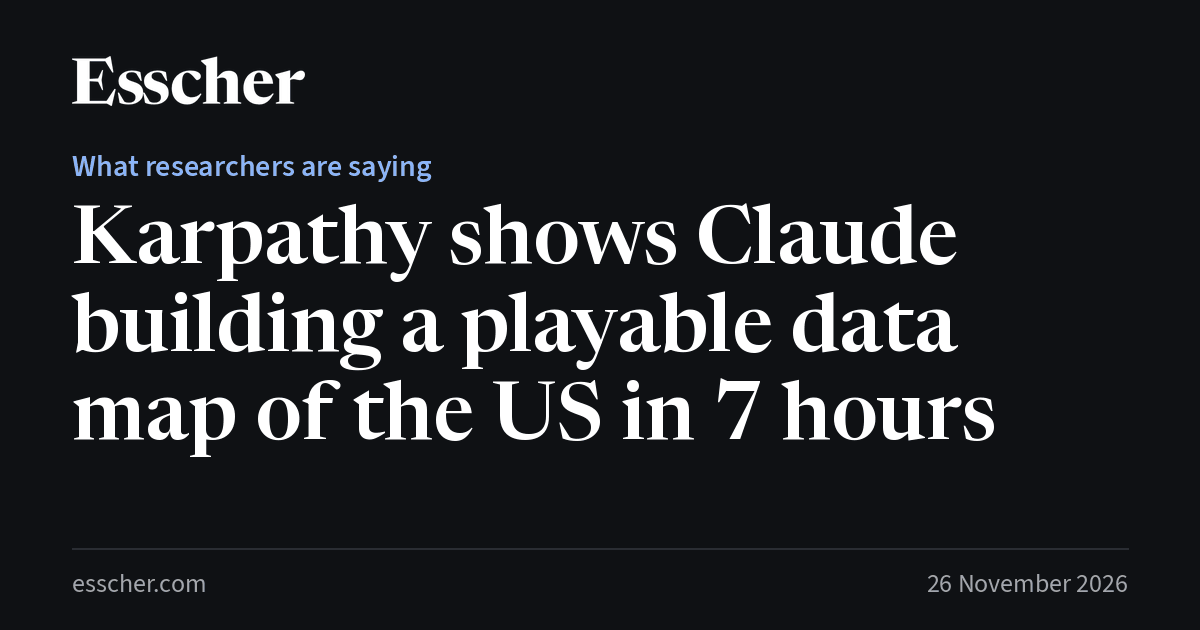 Esscher
What researchers are saying
Karpathy shows Claude
building a playable data
map of the US in 7 hours
esscher.com
26 November 2026